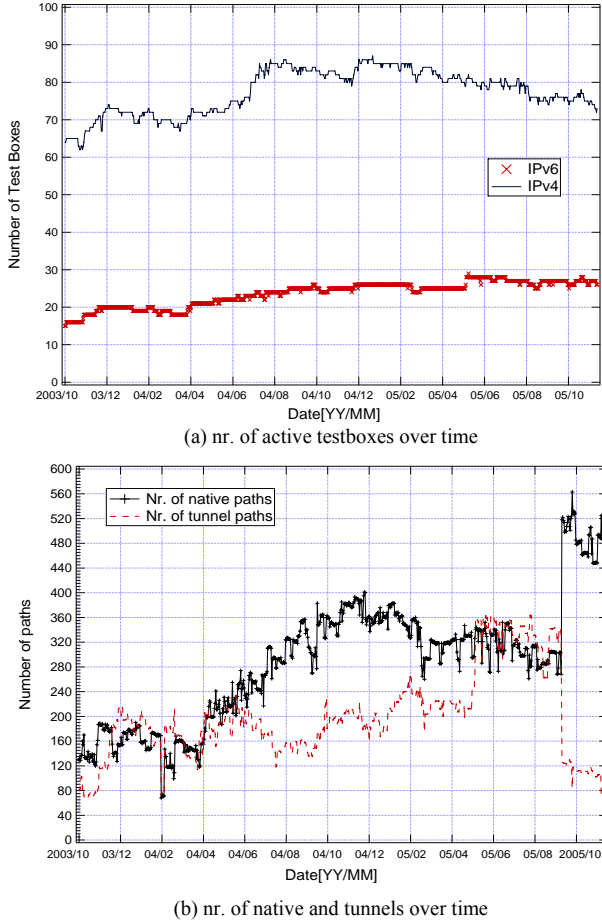 100
90
80
70
60
50
40
30
20
10
0
Number of Test Boxes
IPv6
IPv4
2003/10 03/12 04/02 04/04 04/06 04/08 04/10 04/12 05/02 05/04 05/06 05/08 05/10
Date[YY/MM]
(a) nr. of active testboxes over time
600
560
520
480
440
400
360
320
280
240
200
160
120
80
40
0
Number of paths
Nr. of native paths
Nr. of tunnel paths
2003/10 03/12 04/02 04/04 04/06 04/08 04/10 04/12 05/02 05/04 05/06 05/08 2005/10
Date[YY/MM]
(b) nr. of native and tunnels over time